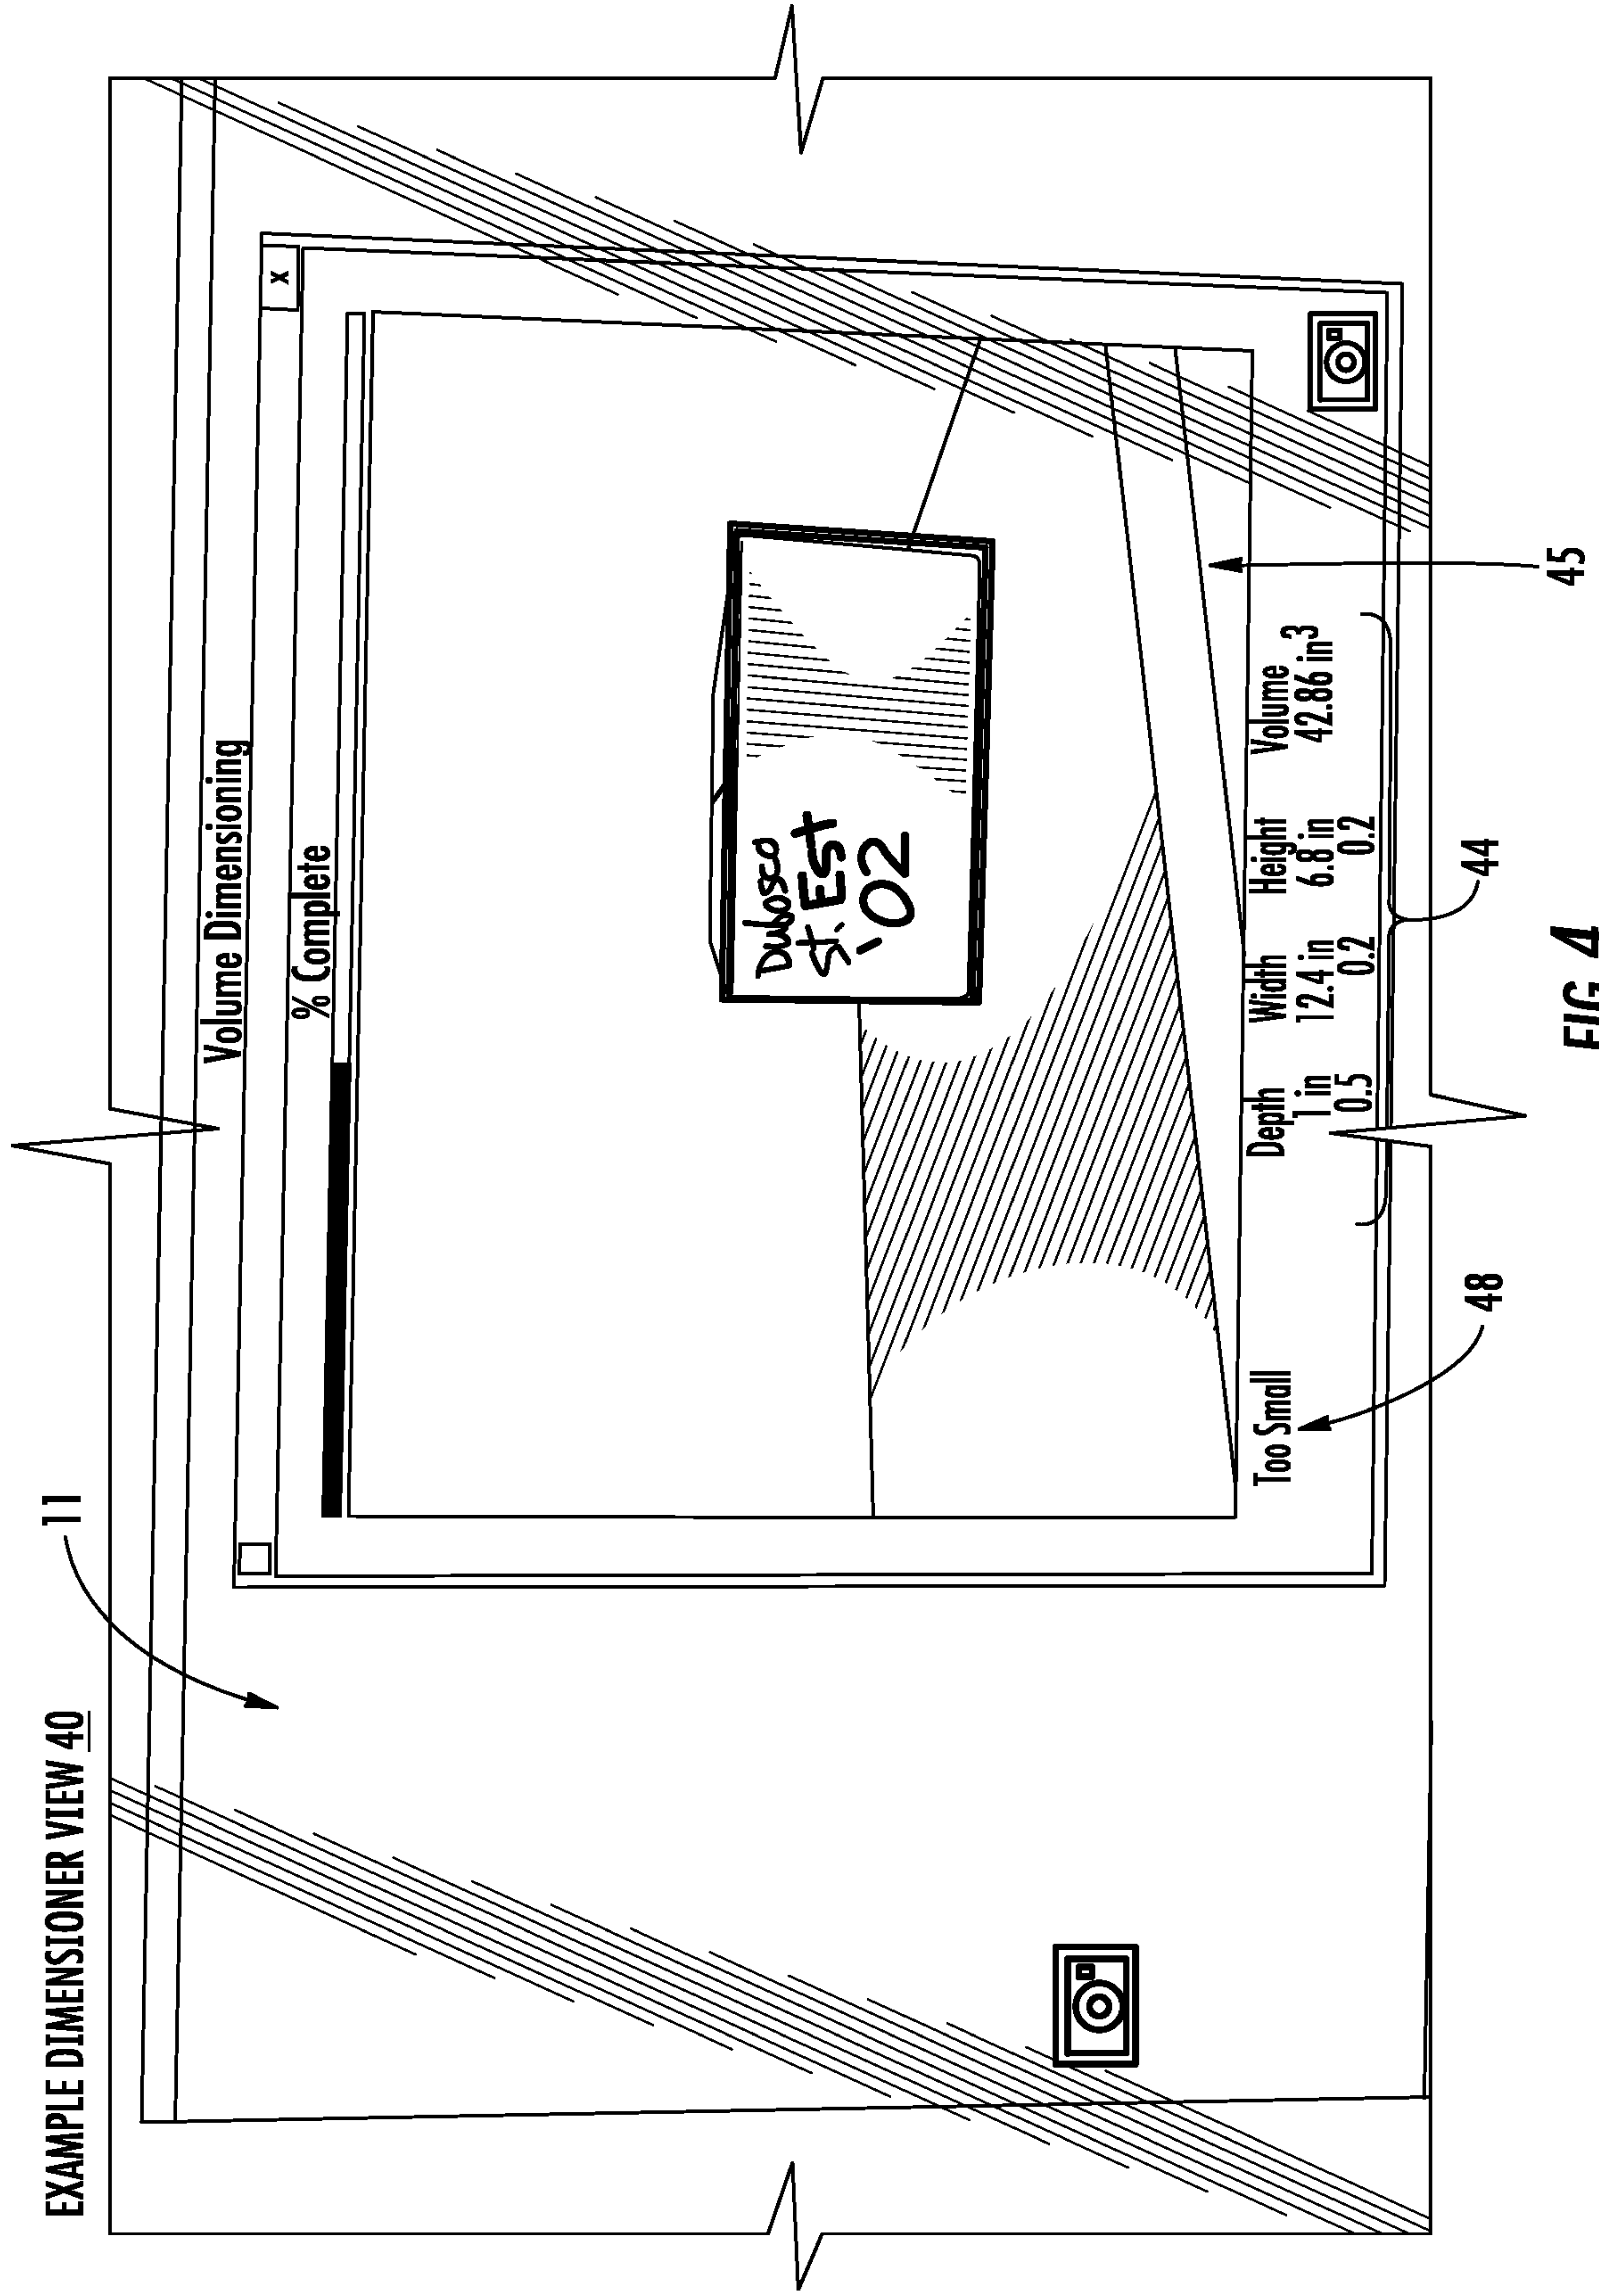 EXAMPLE DIMENSIONER VIEW 40
11
Volume Dimensioning
x
% Complete
Dubosco
St. EST
-02
Too Small
Depth Width Height Volume
1 in 12.4 in 6.8 in 42.86 in³
0.5 0.2 0.2
48
44
45
FIG. 4